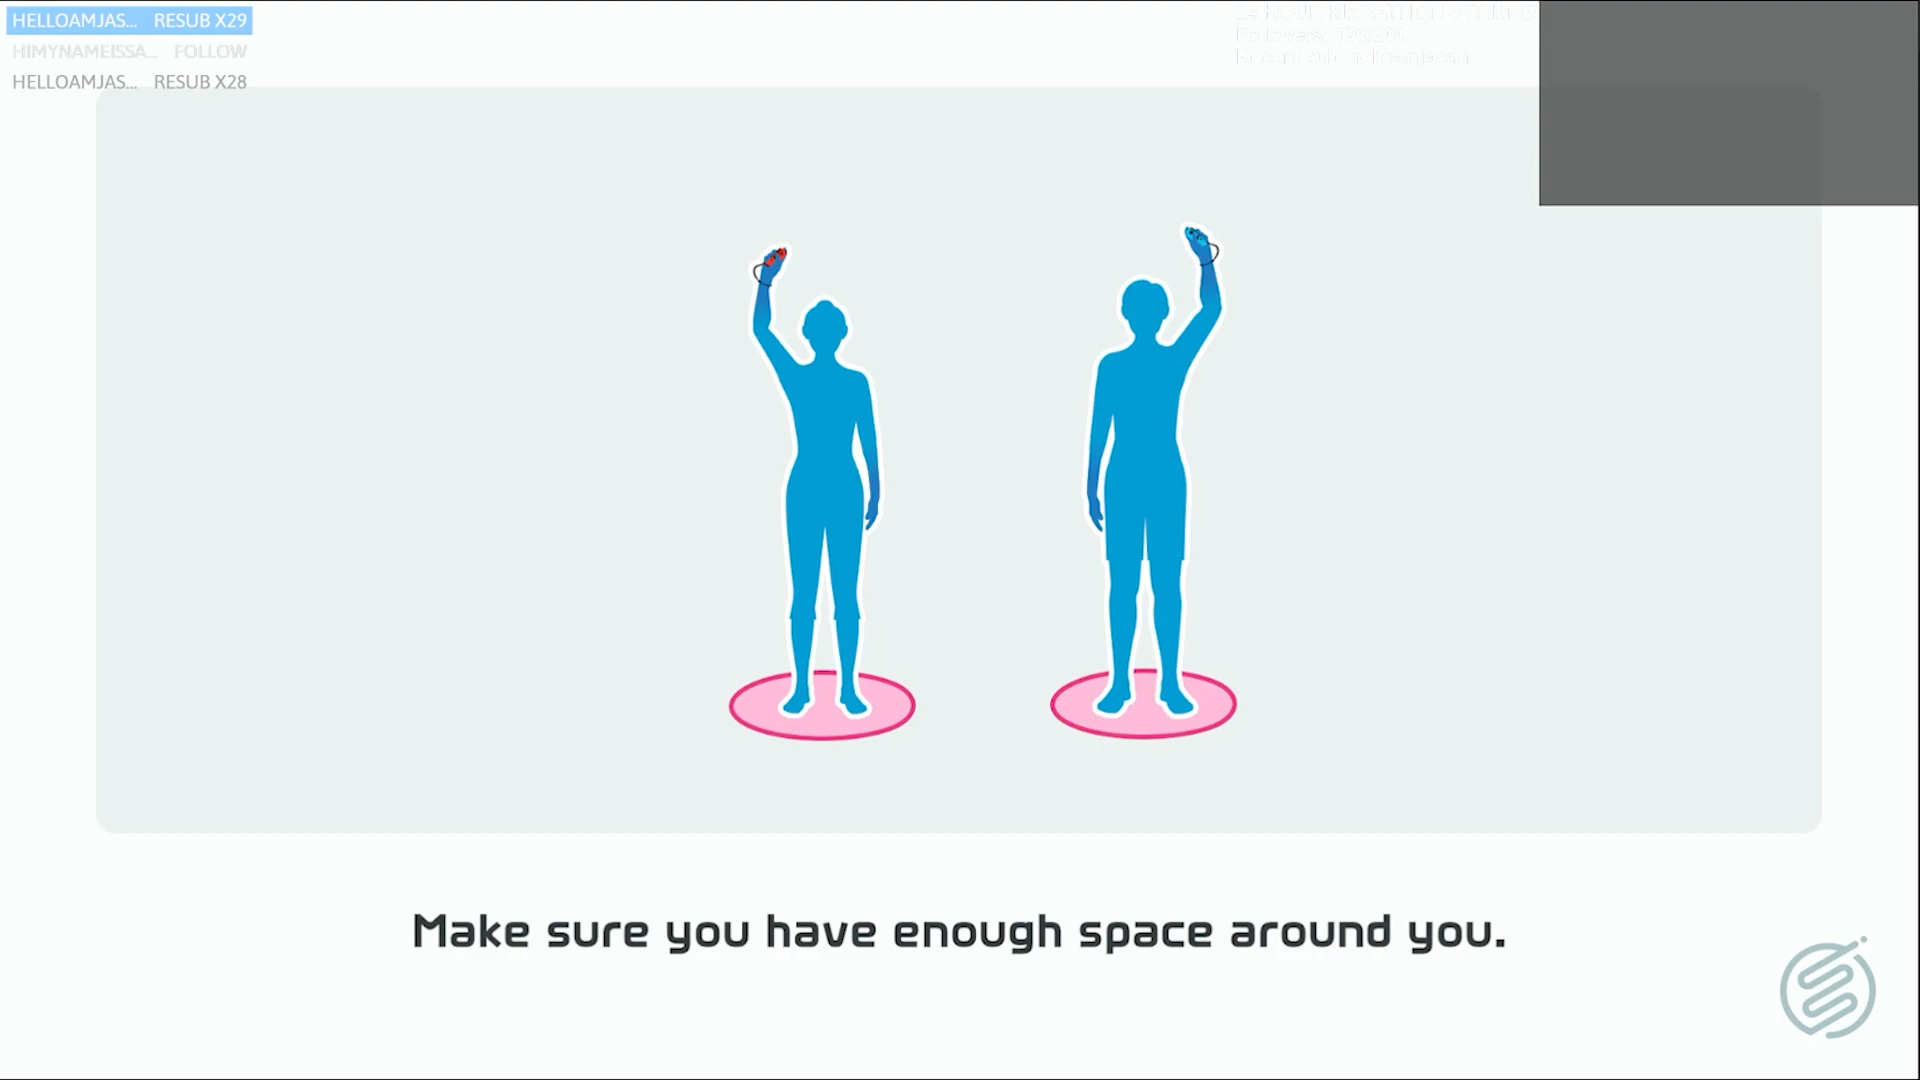 HELLOAMJAS... RESUB X29
HIMYNAMEISSA... FOLLOW
HELLOAMJAS... RESUB X28
Make sure you have enough space around you.